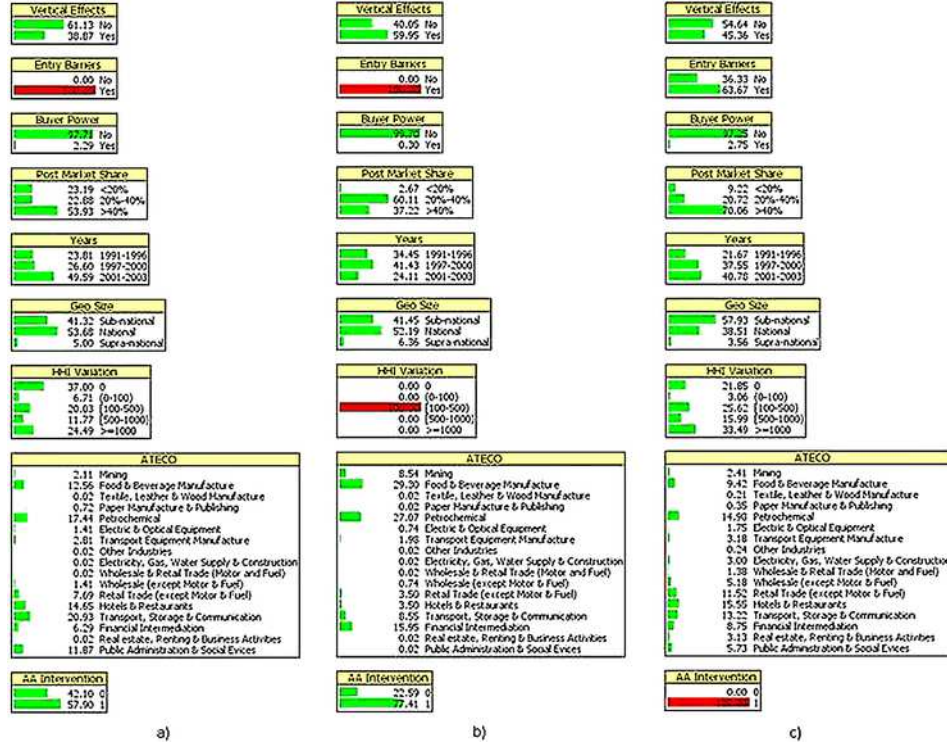 Vertical Effects
61.13 No
38.87 Yes
Entry Barriers
0.00 No
Yes
Buyer Power
97.71 No
2.29 Yes
Post Market Share
23.19 <20%
22.88 20%-40%
53.93 >40%
Years
23.81 1991-1996
26.60 1997-2000
49.59 2001-2003
Geo Size
41.32 Sub-national
53.68 National
5.00 Supra-national
HHI Variation
37.00 0
6.71 (0-100)
20.03 [100-500)
11.77 [500-1000)
24.49 >=1000
ATECO
2.11 Mining
12.56 Food & Beverage Manufacture
0.02 Textile, Leather & Wood Manufacture
0.72 Paper Manufacture & Publishing
17.44 Petrochemical
1.41 Electric & Optical Equipment
2.81 Transport Equipment Manufacture
0.02 Other Industries
0.02 Electricity, Gas, Water Supply & Construction
0.02 Wholesale & Retail Trade (Motor and Fuel)
1.41 Wholesale (except Motor & Fuel)
7.69 Retail Trade (except Motor & Fuel)
14.65 Hotels & Restaurants
20.93 Transport, Storage & Communication
6.29 Financial Intermediation
0.02 Real estate, Renting & Business Activities
11.87 Public Administration & Social Evices
AA Intervention
42.10 0
57.90 1
a)
Vertical Effects
40.05 No
59.95 Yes
Entry Barriers
0.00 No
Yes
Buyer Power
99.70 No
0.30 Yes
Post Market Share
2.67 <20%
60.11 20%-40%
37.22 >40%
Years
34.45 1991-1996
41.43 1997-2000
24.11 2001-2003
Geo Size
41.45 Sub-national
52.19 National
6.36 Supra-national
HHI Variation
0.00 0
0.00 (0-100)
[100-500)
0.00 [500-1000)
0.00 >=1000
ATECO
8.54 Mining
29.30 Food & Beverage Manufacture
0.02 Textile, Leather & Wood Manufacture
0.02 Paper Manufacture & Publishing
27.07 Petrochemical
0.74 Electric & Optical Equipment
1.98 Transport Equipment Manufacture
0.02 Other Industries
0.02 Electricity, Gas, Water Supply & Construction
0.02 Wholesale & Retail Trade (Motor and Fuel)
0.74 Wholesale (except Motor & Fuel)
3.50 Retail Trade (except Motor & Fuel)
3.50 Hotels & Restaurants
8.55 Transport, Storage & Communication
15.95 Financial Intermediation
0.02 Real estate, Renting & Business Activities
0.02 Public Administration & Social Evices
AA Intervention
22.59 0
77.41 1
b)
Vertical Effects
54.64 No
45.36 Yes
Entry Barriers
36.33 No
63.67 Yes
Buyer Power
97.25 No
2.75 Yes
Post Market Share
9.22 <20%
20.72 20%-40%
70.06 >40%
Years
21.67 1991-1996
37.55 1997-2000
40.78 2001-2003
Geo Size
57.93 Sub-national
38.51 National
3.56 Supra-national
HHI Variation
21.85 0
3.06 (0-100)
25.62 [100-500)
15.99 [500-1000)
33.49 >=1000
ATECO
2.41 Mining
9.42 Food & Beverage Manufacture
0.21 Textile, Leather & Wood Manufacture
0.35 Paper Manufacture & Publishing
14.98 Petrochemical
1.75 Electric & Optical Equipment
3.18 Transport Equipment Manufacture
0.24 Other Industries
3.00 Electricity, Gas, Water Supply & Construction
1.38 Wholesale & Retail Trade (Motor and Fuel)
5.18 Wholesale (except Motor & Fuel)
11.52 Retail Trade (except Motor & Fuel)
15.55 Hotels & Restaurants
13.22 Transport, Storage & Communication
8.75 Financial Intermediation
3.13 Real estate, Renting & Business Activities
5.73 Public Administration & Social Evices
AA Intervention
0.00 0
1
c)